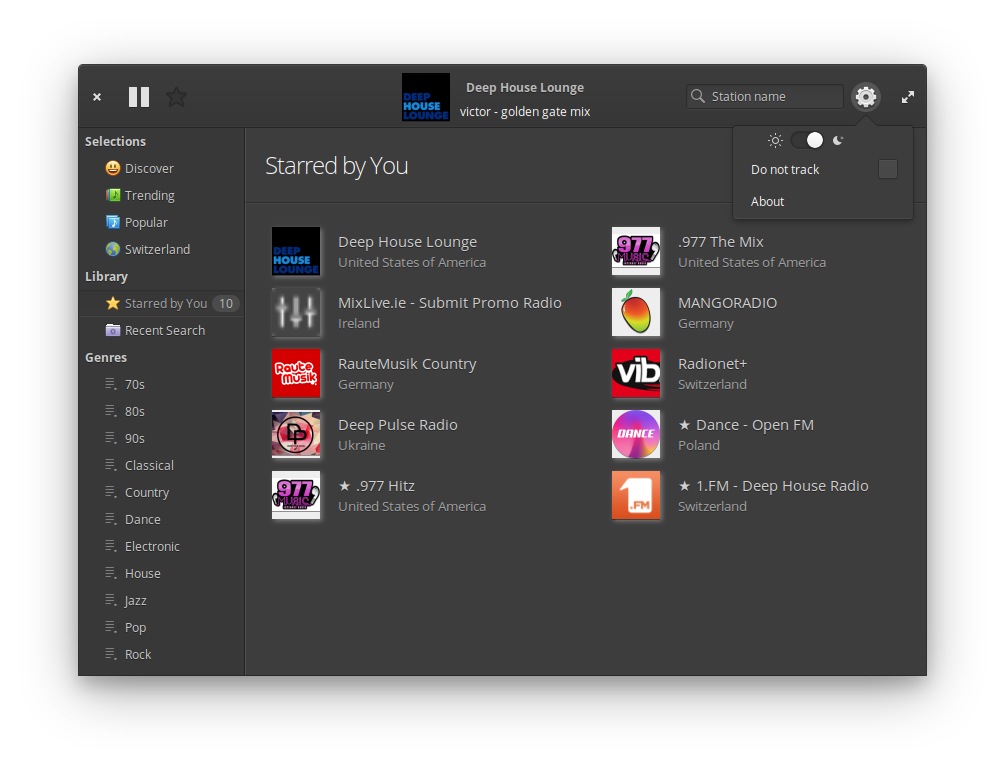 DEEP
HOUSE
LOUNGE
Deep House Lounge
victor - golden gate mix
Station name
Do not track
About
Selections
Discover
Trending
Popular
Switzerland
Library
Starred by You 10
Recent Search
Genres
70s
80s
90s
Classical
Country
Dance
Electronic
House
Jazz
Pop
Rock
Starred by You
DEEP
HOUSE
LOUNGE
Deep House Lounge
United States of America
977
MUSIC
.977 The Mix
United States of America
MixLive.ie - Submit Promo Radio
Ireland
MANGORADIO
Germany
Raute
Musik
RauteMusik Country
Germany
vib
Radionet+
Switzerland
DP
Deep Pulse Radio
Ukraine
DANCE
★ Dance - Open FM
Poland
977
MUSIC
★ .977 Hitz
United States of America
1.FM
★ 1.FM - Deep House Radio
Switzerland